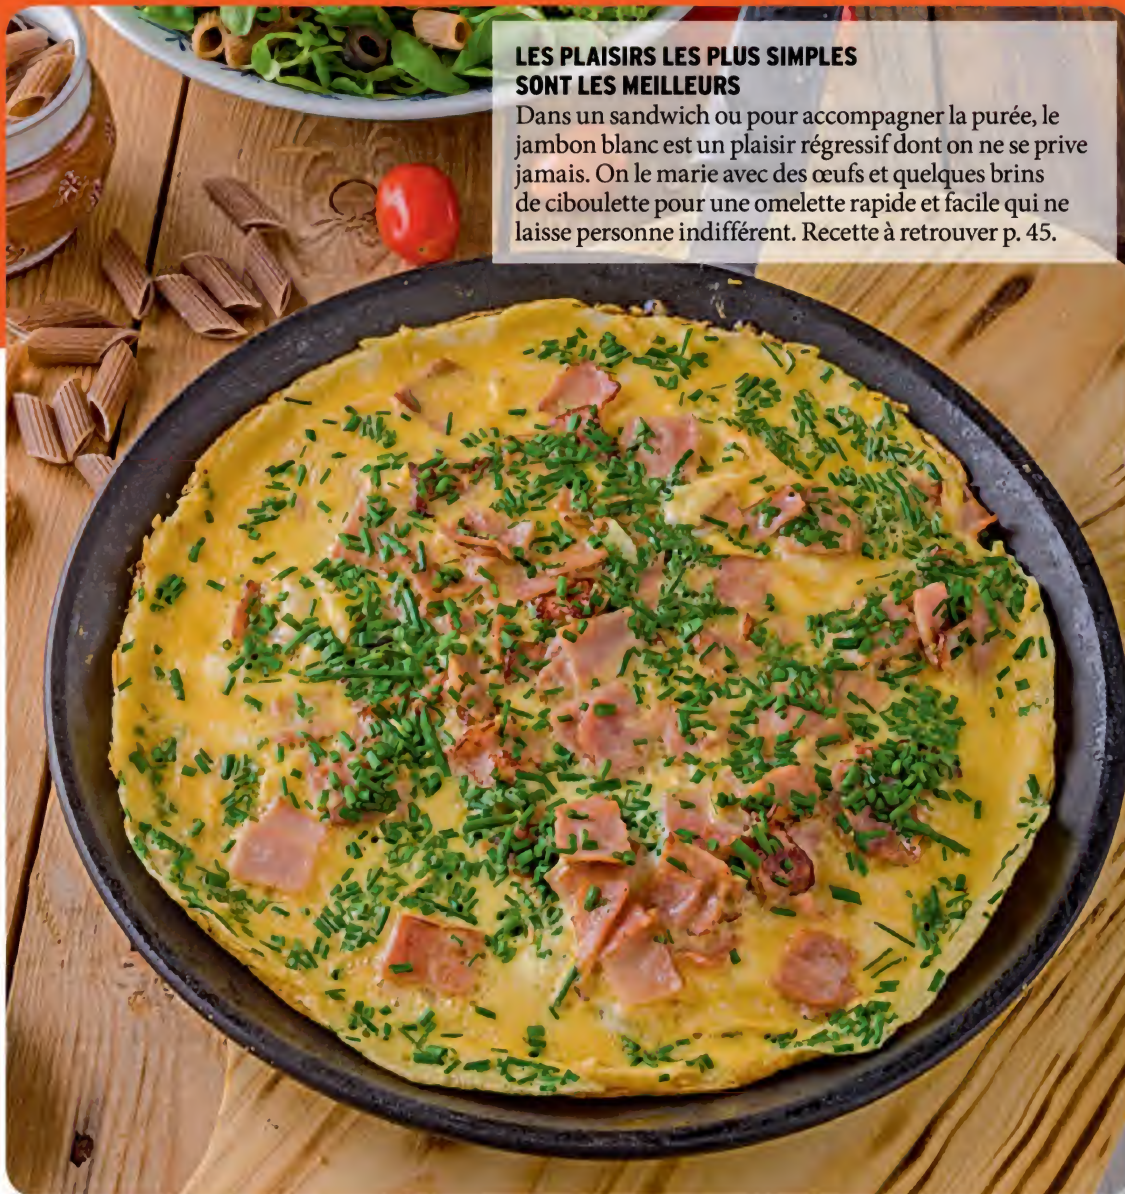 LES PLAISIRS LES PLUS SIMPLES
SONT LES MEILLEURS
Dans un sandwich ou pour accompagner la purée, le
jambon blanc est un plaisir régressif dont on ne se prive
jamais. On le marie avec des œufs et quelques brins
de ciboulette pour une omelette rapide et facile qui ne
laisse personne indifférent. Recette à retrouver p. 45.